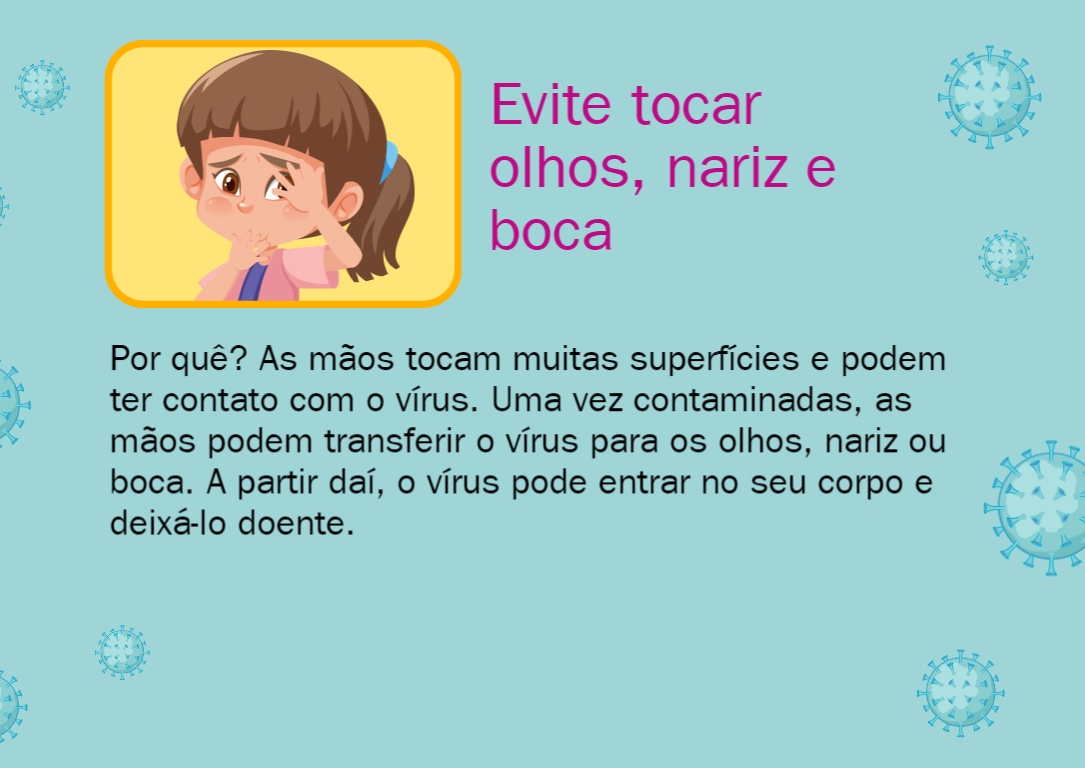 Evite tocar
olhos, nariz e
boca
Por quê? As mãos tocam muitas superfícies e podem
ter contato com o vírus. Uma vez contaminadas, as
mãos podem transferir o vírus para os olhos, nariz ou
boca. A partir daí, o vírus pode entrar no seu corpo e
deixá-lo doente.